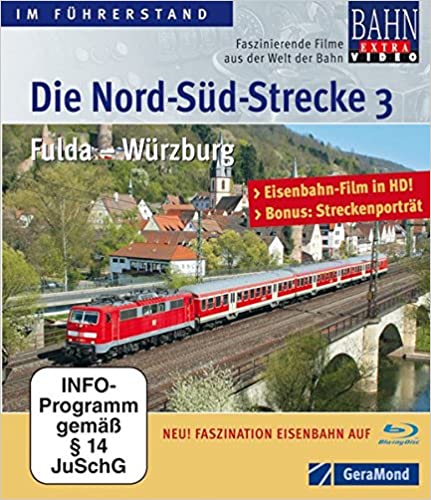 IM FÜHRERSTAND
BAHN
EXTRA
VIDEO
Faszinierende Filme
aus der Welt der Bahn
Die Nord-Süd-Strecke 3
Fulda – Würzburg
> Eisenbahn-Film in HD!
> Bonus: Streckenporträt
INFO-
Programm
gemäß
§ 14
JuSchG
NEU! FASZINATION EISENBAHN AUF
Blu-ray Disc
GeraMond